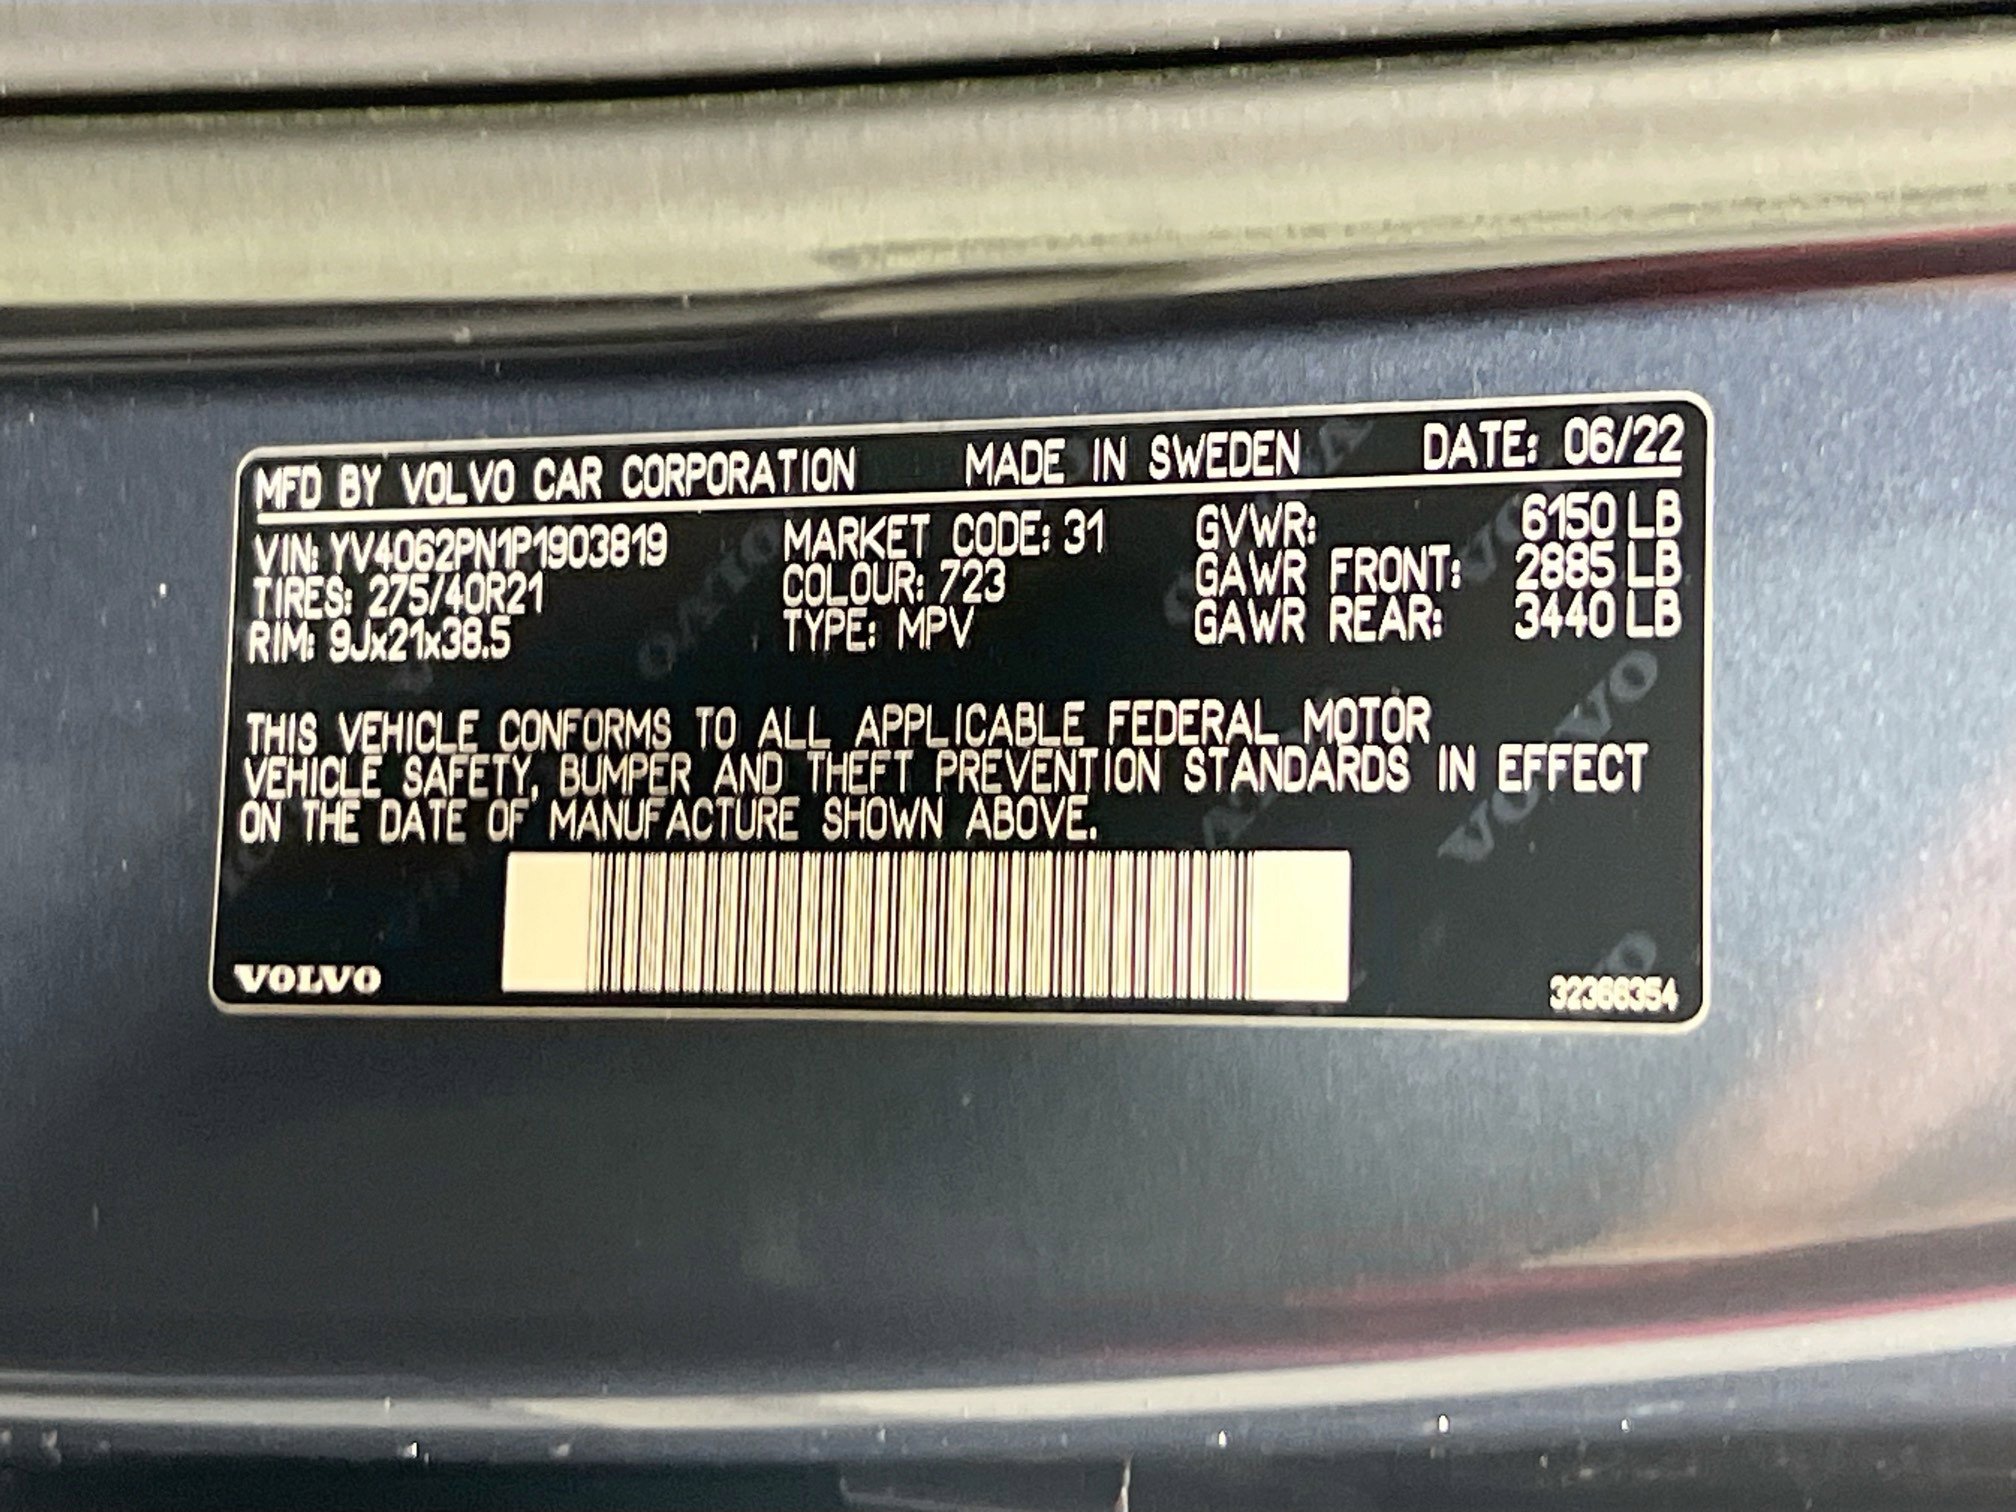 MFD BY VOLVO CAR CORPORATION MADE IN SWEDEN DATE: 06/22
VIN: YV4062PN1P1903819 MARKET CODE: 31 GVWR: 6150 LB
TIRES: 275/40R21 COLOUR: 723 GAWR FRONT: 2885 LB
RIM: 9Jx21x38.5 TYPE: MPV GAWR REAR: 3440 LB
THIS VEHICLE CONFORMS TO ALL APPLICABLE FEDERAL MOTOR
VEHICLE SAFETY, BUMPER AND THEFT PREVENTION STANDARDS IN EFFECT
ON THE DATE OF MANUFACTURE SHOWN ABOVE.
VOLVO 32366354